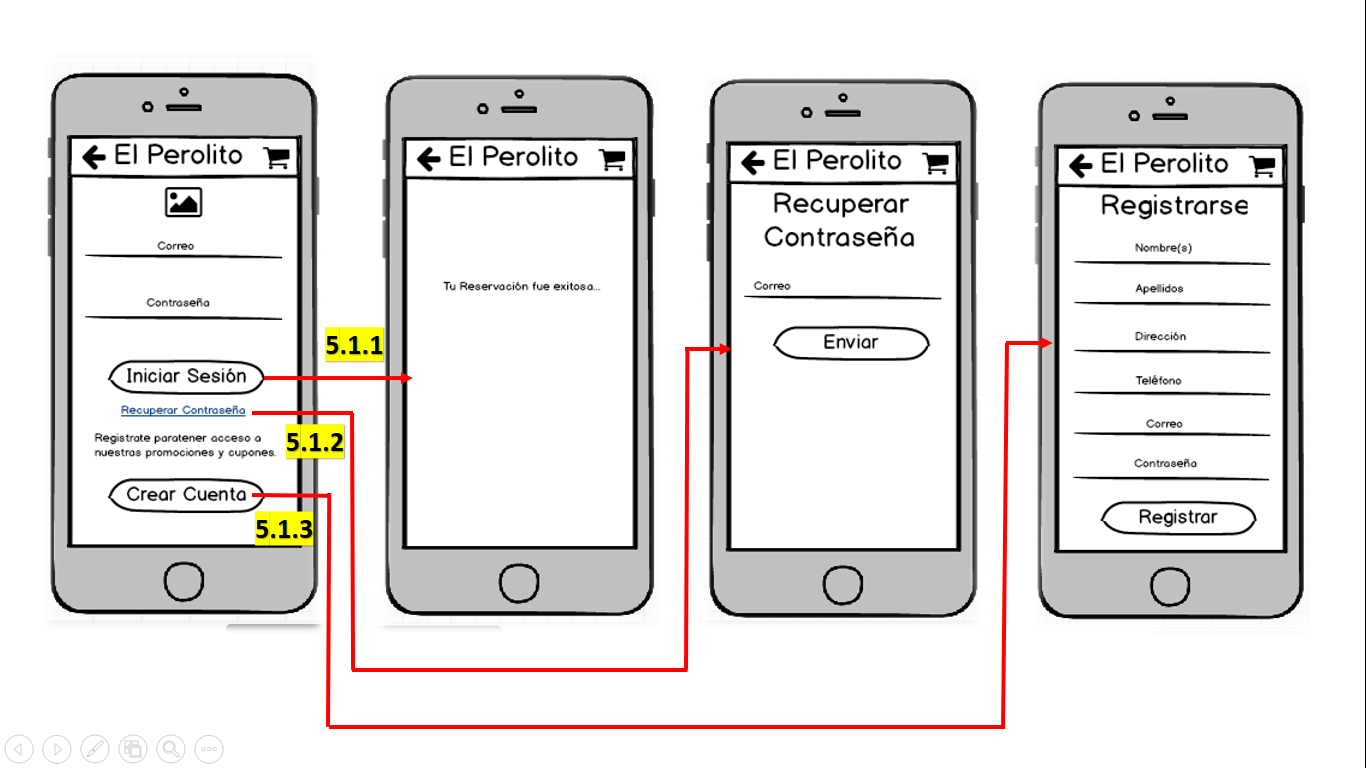 El Perolito
Correo
Contraseña
Iniciar Sesión
Recuperar Contraseña
Registrate paratener acceso a
nuestras promociones y cupones.
Crear Cuenta
5.1.1
5.1.2
5.1.3
El Perolito
Tu Reservación fue exitosa...
El Perolito
Recuperar
Contraseña
Correo
Enviar
El Perolito
Registrarse
Nombre(s)
Apellidos
Dirección
Teléfono
Correo
Contraseña
Registrar